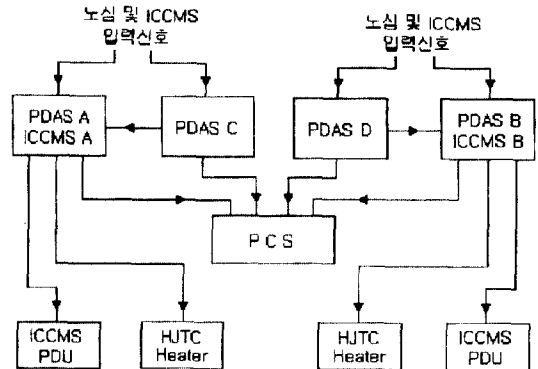 노심 및 ICCMS
입력신호
노심 및 ICCMS
입력신호
PDAS A
ICCMS A
PDAS C
PDAS D
PDAS B
ICCMS B
P C S
ICCMS
PDU
HJTC
Heater
HJTC
Heater
ICCMS
PDU